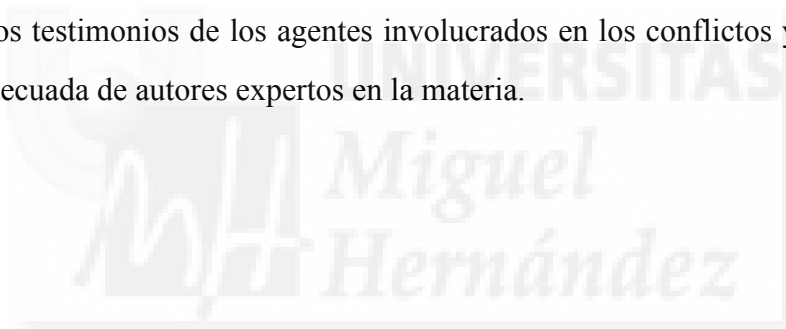 os testimonios de los agentes involucrados en los conflictos y
ecuada de autores expertos en la materia.
UNIVERSITAS
Miguel
Hernández